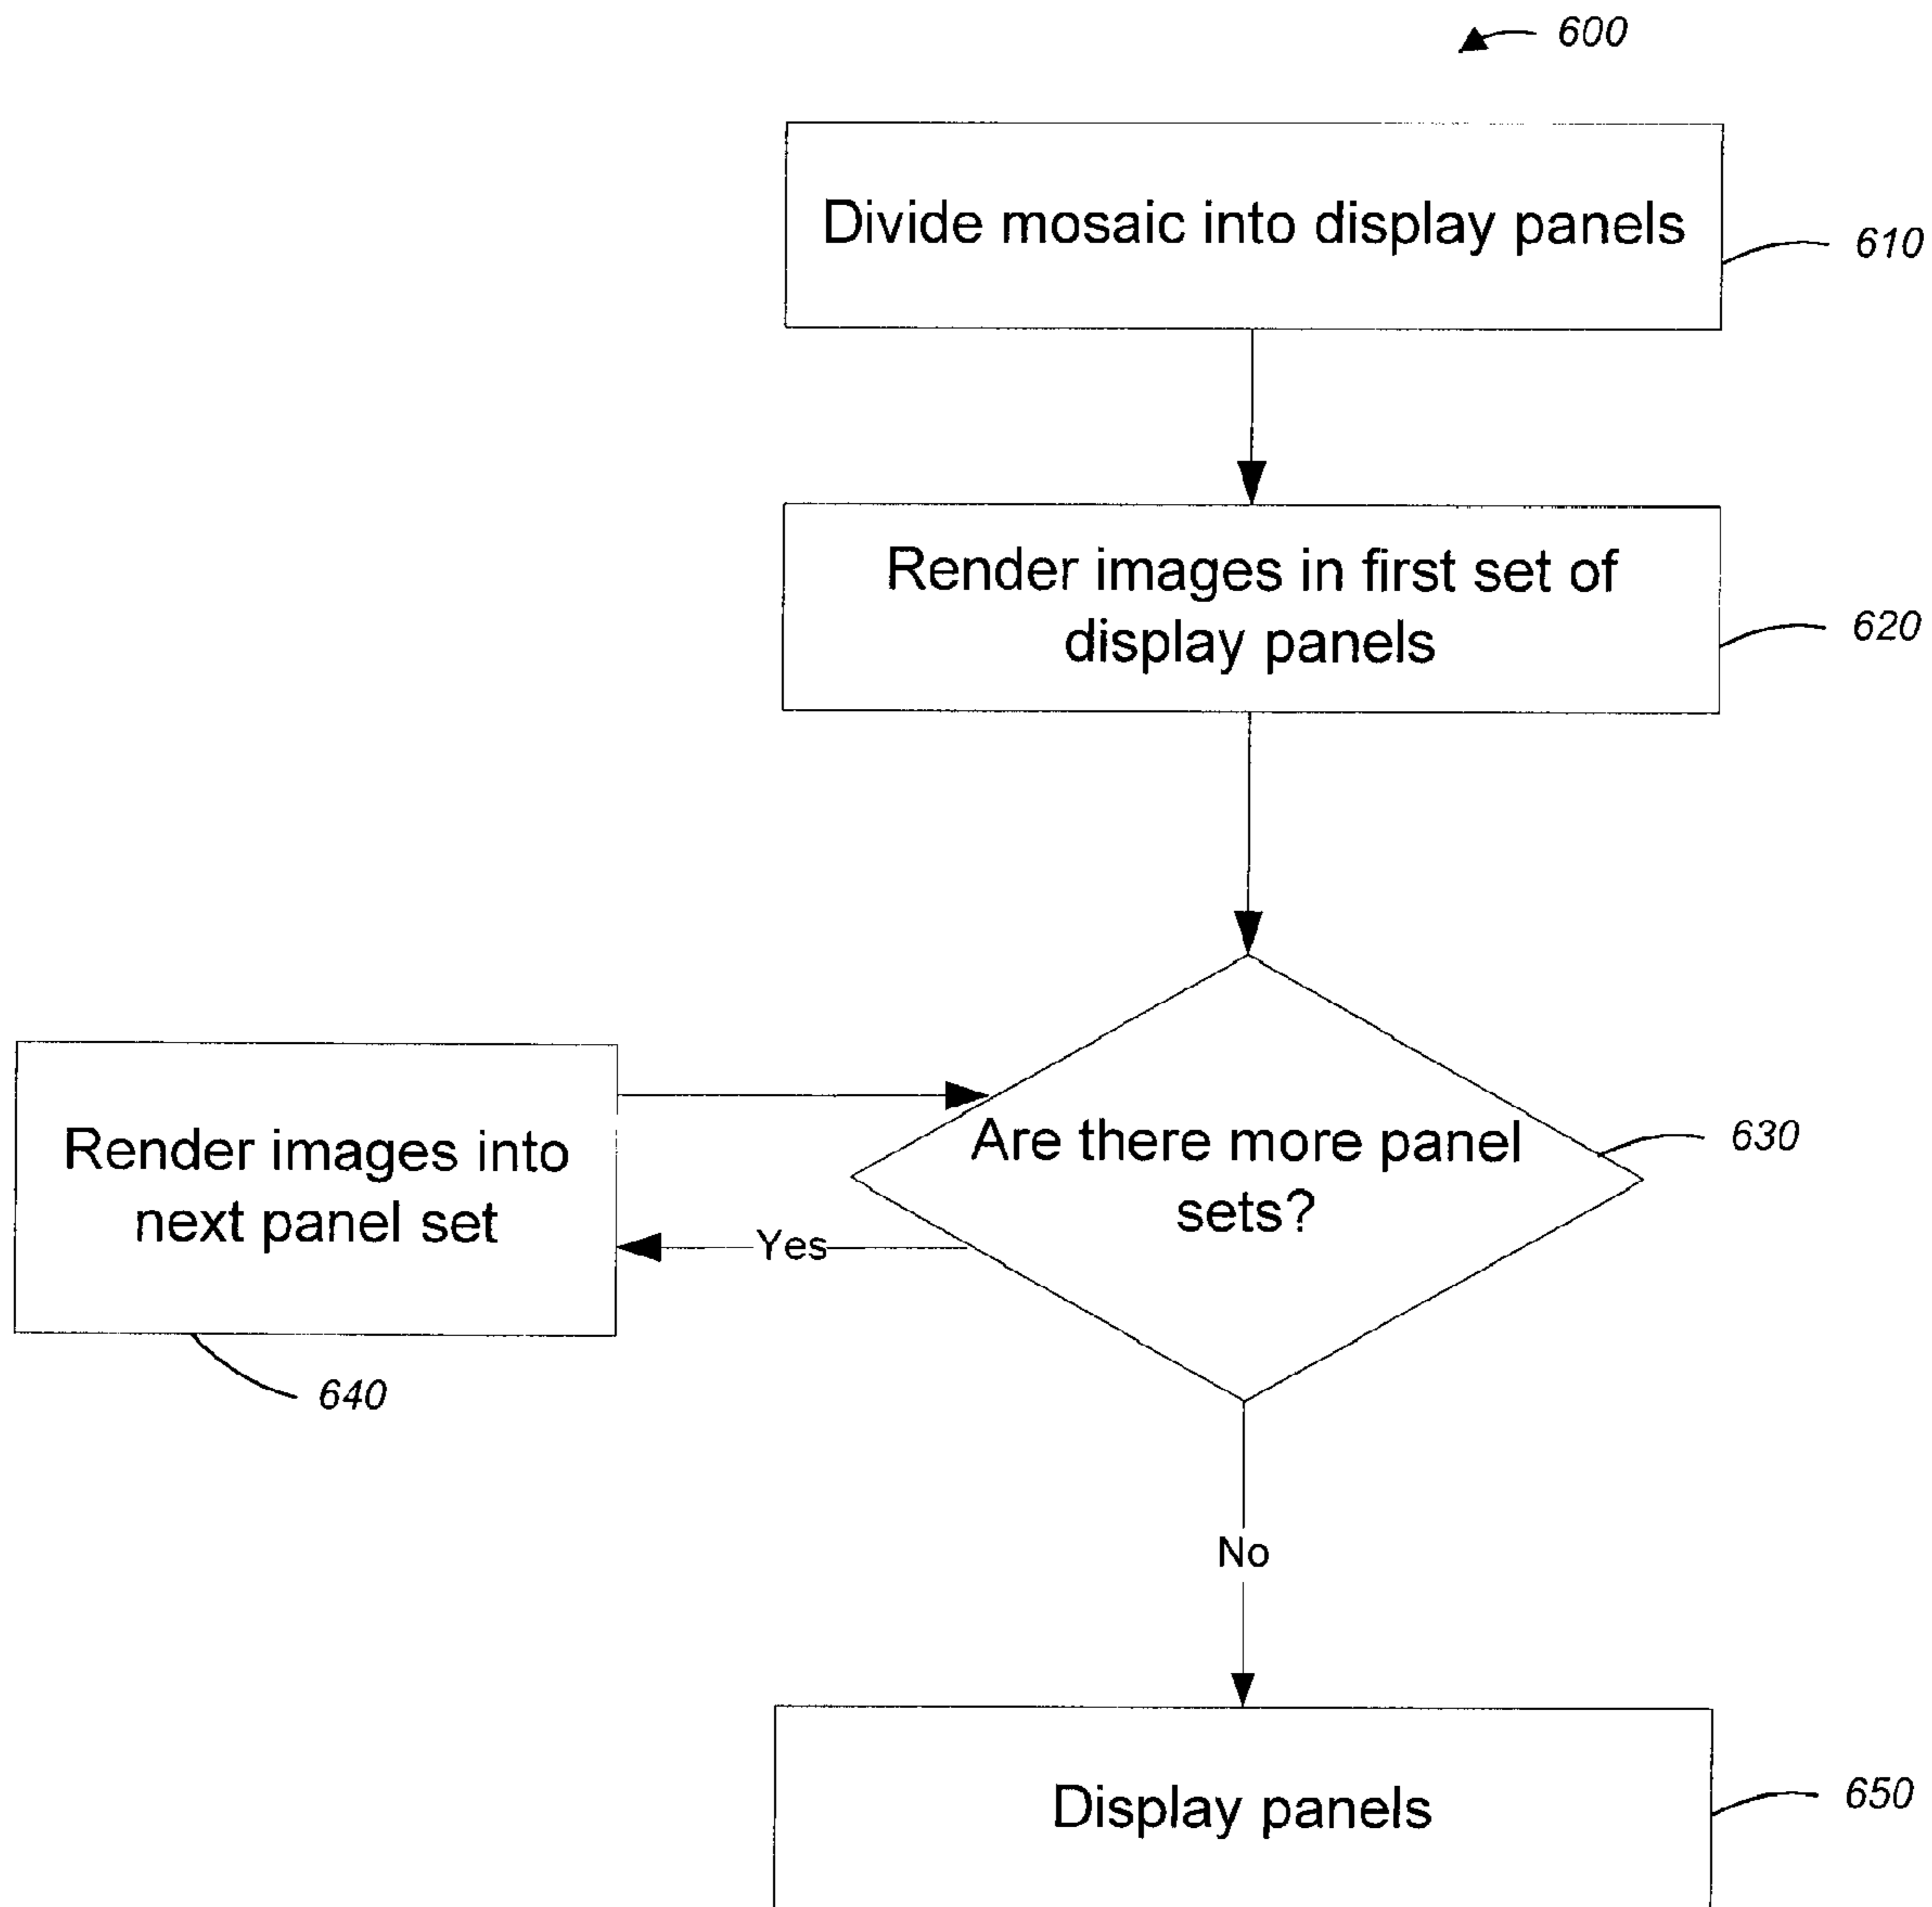 600
Divide mosaic into display panels
610
Render images in first set of
display panels
620
Are there more panel
sets?
630
Render images into
next panel set
Yes
640
No
Display panels
650